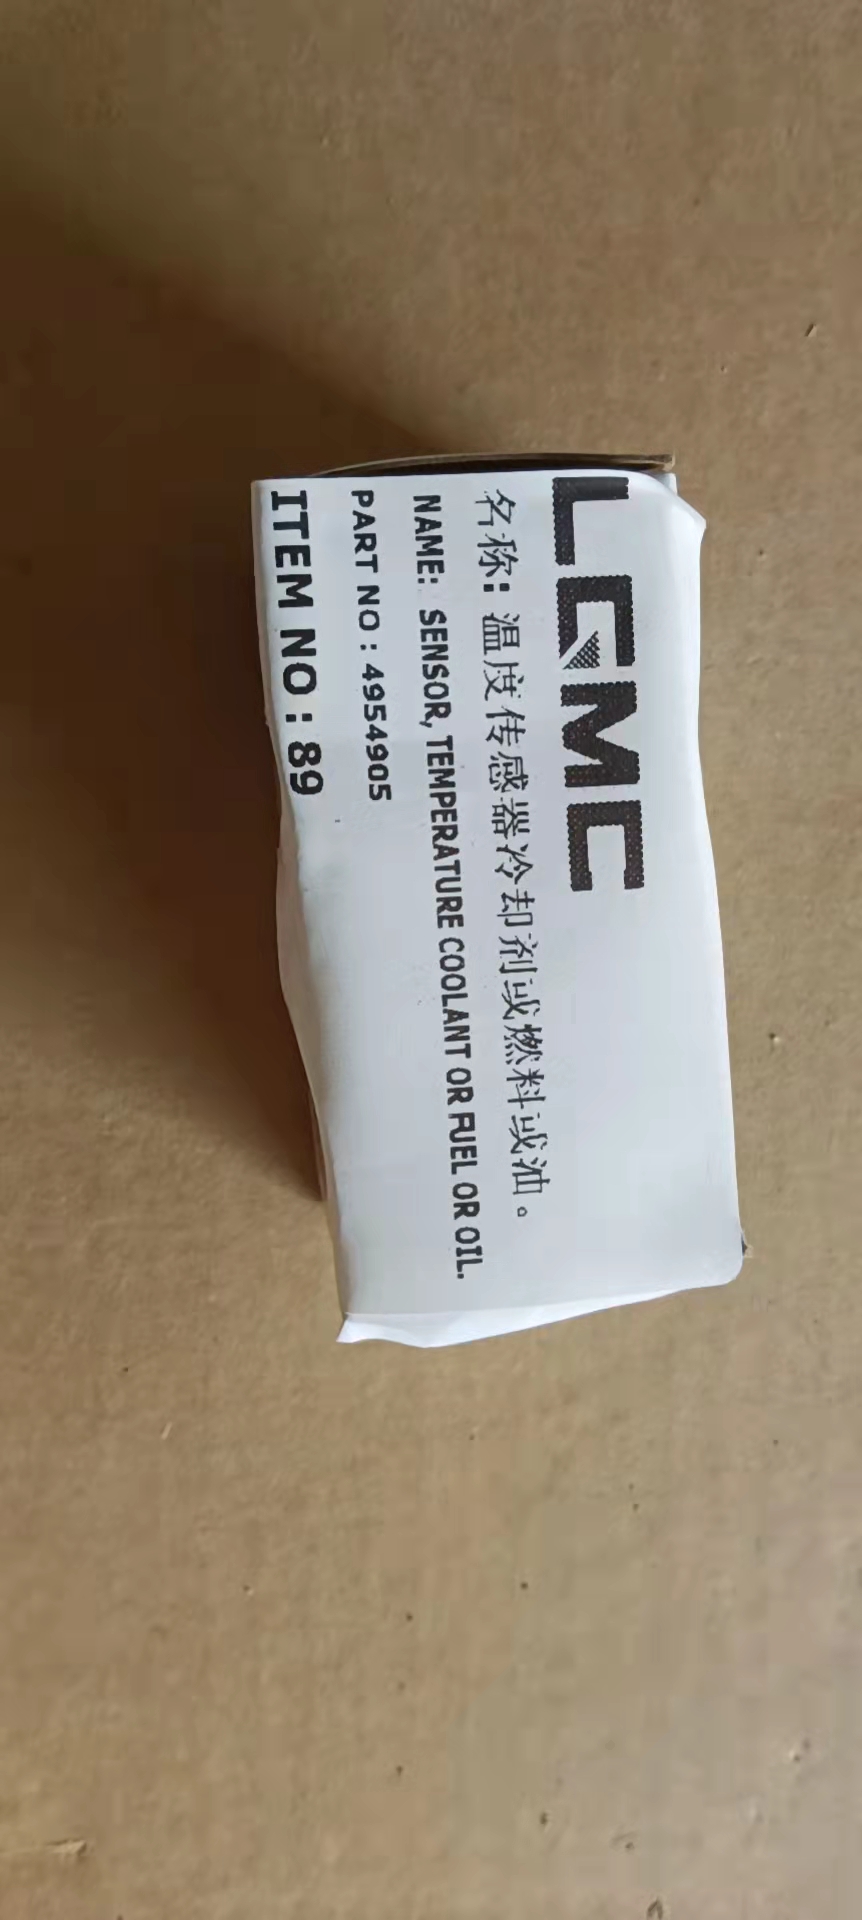 LGMC
名称: 温度传感器冷却剂或燃料或油。
NAME: SENSOR, TEMPERATURE COOLANT OR FUEL OR OIL.
PART NO : 4954905
ITEM NO : 89